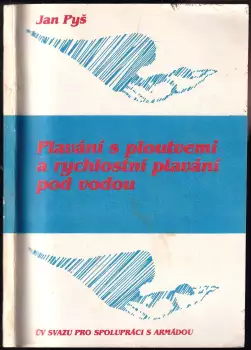 Jan Pyš
Plavání s ploutvemi
a rychlostní plavání
pod vodou
ÚV SVAZU PRO SPOLUPRÁCI S ARMÁDOU